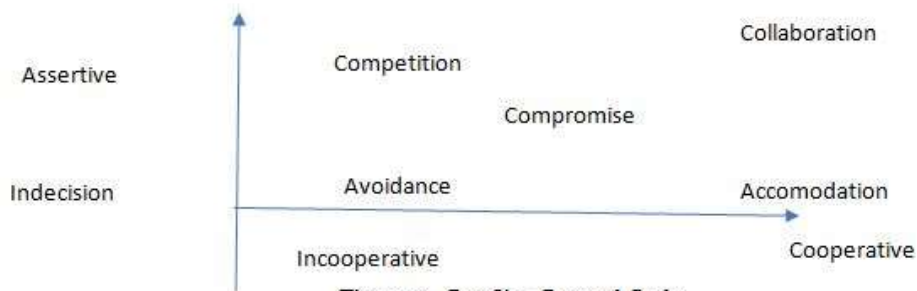 Collaboration
Competition
Assertive
Compromise
Avoidance
Indecision
Accomodation
Cooperative
Incooperative